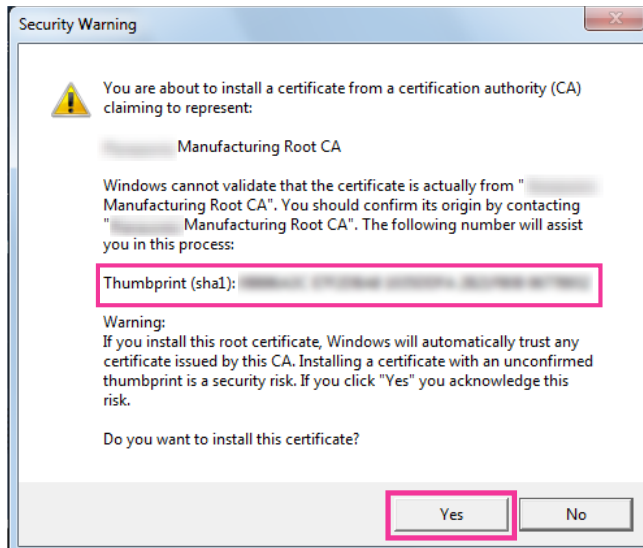 Security Warning
You are about to install a certificate from a certification authority (CA)
claiming to represent:
Manufacturing Root CA
Windows cannot validate that the certificate is actually from "
Manufacturing Root CA". You should confirm its origin by contacting
" Manufacturing Root CA". The following number will assist
you in this process:
Thumbprint (sha1):
Warning:
If you install this root certificate, Windows will automatically trust any
certificate issued by this CA. Installing a certificate with an unconfirmed
thumbprint is a security risk. If you click "Yes" you acknowledge this
risk.
Do you want to install this certificate?
Yes No